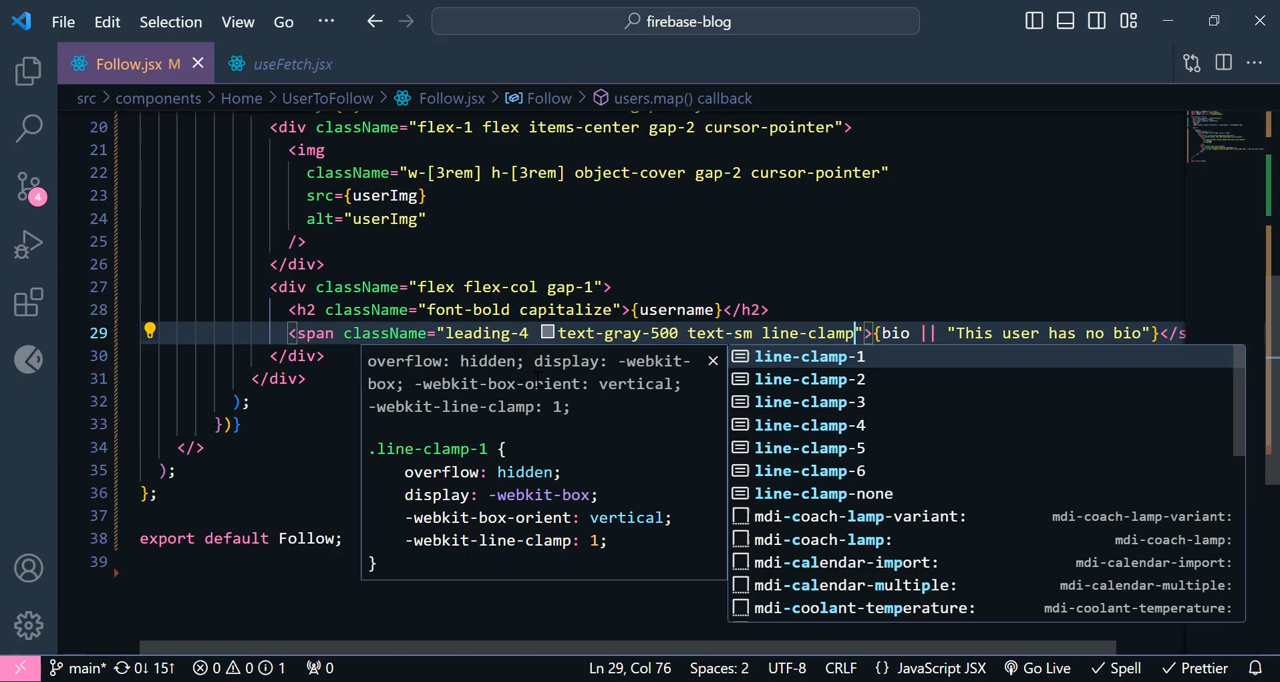 File Edit Selection View Go ··· firebase-blog
Follow.jsx M useFetch.jsx
src > components > Home > UserToFollow > Follow.jsx > Follow > users.map() callback
20 <div className="flex-1 flex items-center gap-2 cursor-pointer">
21 <img
22 className="w-[3rem] h-[3rem] object-cover gap-2 cursor-pointer"
23 src={userImg}
24 alt="userImg"
25 />
26 </div>
27 <div className="flex flex-col gap-1">
28 <h2 className="font-bold capitalize">{username}</h2>
29 <span className="leading-4 text-gray-500 text-sm line-clamp">{bio || "This user has no bio"}</s
30 </div>
31 </div>
32 );
33 })}
34 </>
35 );
36 };
37
38 export default Follow;
39
overflow: hidden; display: -webkit-
box; -webkit-box-orient: vertical;
-webkit-line-clamp: 1;
.line-clamp-1 {
overflow: hidden;
display: -webkit-box;
-webkit-box-orient: vertical;
-webkit-line-clamp: 1;
}
line-clamp-1
line-clamp-2
line-clamp-3
line-clamp-4
line-clamp-5
line-clamp-6
line-clamp-none
mdi-coach-lamp-variant: mdi-coach-lamp-variant:
mdi-coach-lamp: mdi-coach-lamp:
mdi-calendar-import: mdi-calendar-import:
mdi-calendar-multiple: mdi-calendar-multiple:
mdi-coolant-temperature: mdi-coolant-temperature:
4
main* 0↓ 15↑ 0 0 1 0 Ln 29, Col 76 Spaces: 2 UTF-8 CRLF {} JavaScript JSX Go Live Spell Prettier